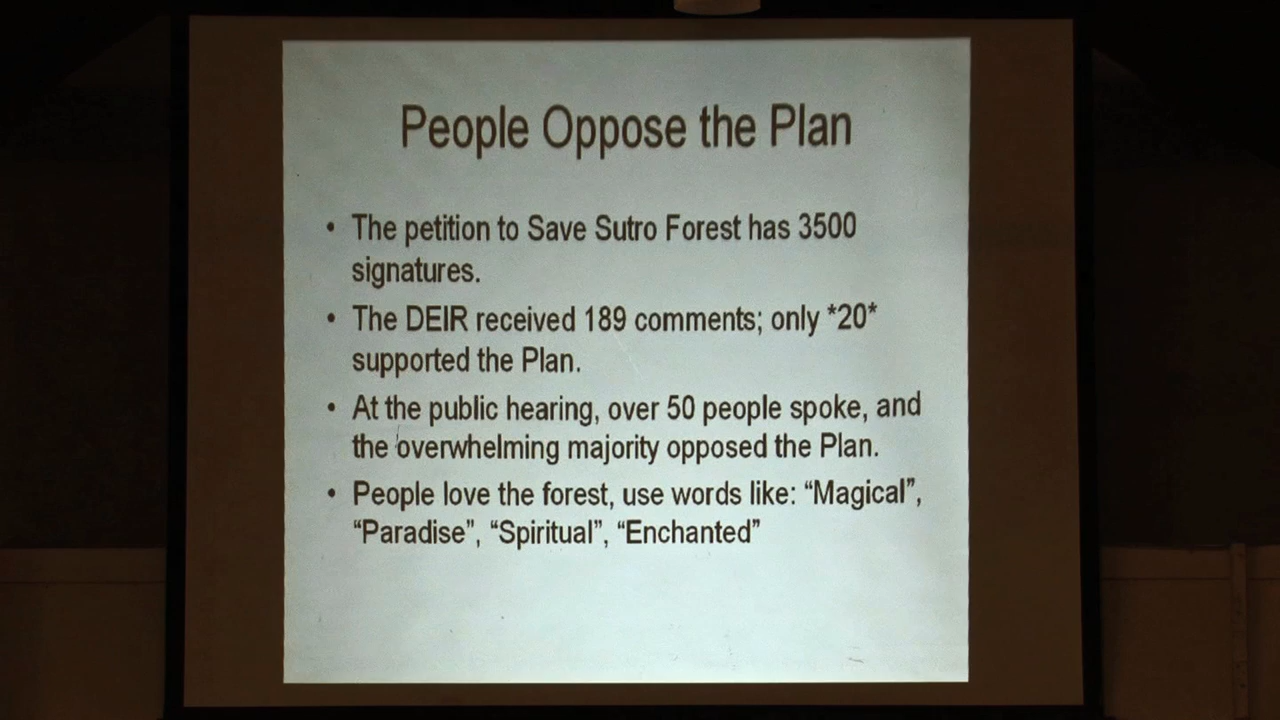 People Oppose the Plan
• The petition to Save Sutro Forest has 3500
signatures.
• The DEIR received 189 comments; only *20*
supported the Plan.
• At the public hearing, over 50 people spoke, and
the overwhelming majority opposed the Plan.
• People love the forest, use words like: “Magical”,
“Paradise”, “Spiritual”, “Enchanted”